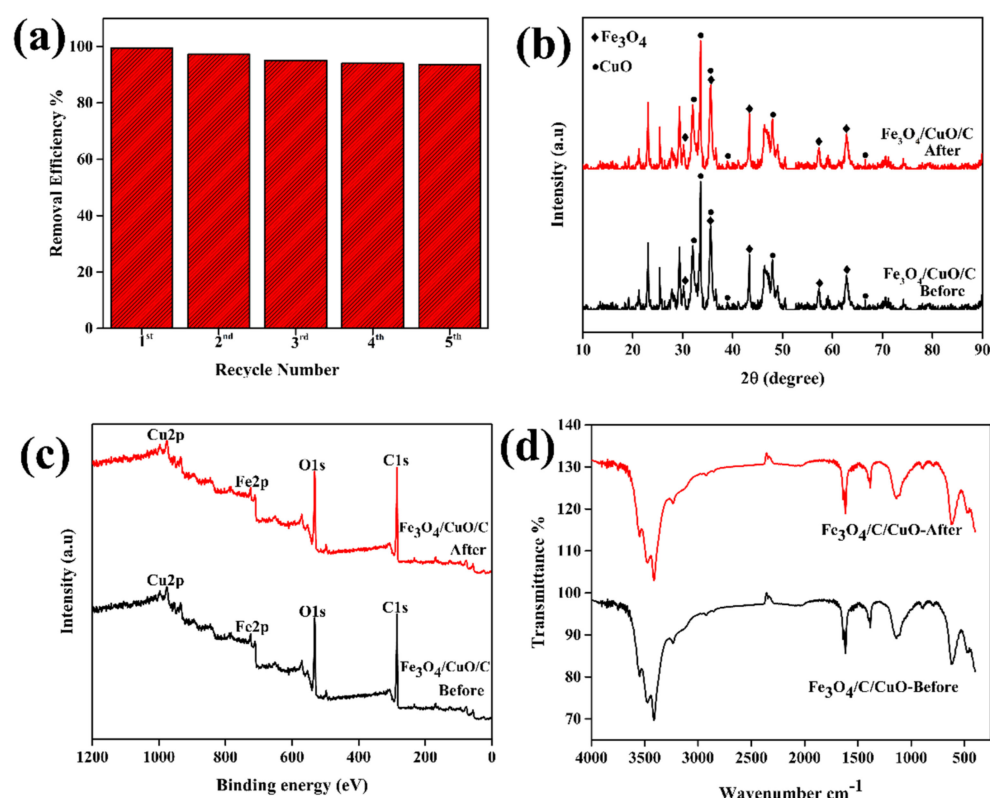 (a)
100
80
60
40
20
0
Removal Efficiency %
1st 2nd 3rd 4th 5th
Recycle Number
(b)
◆ Fe3O4
● CuO
Fe3O4/CuO/C
After
Fe3O4/CuO/C
Before
Intensity (a.u)
10 20 30 40 50 60 70 80 90
2θ (degree)
(c)
Cu2p
Fe2p
O1s
C1s
Fe3O4/CuO/C
After
Cu2p
Fe2p
O1s
C1s
Fe3O4/CuO/C
Before
Intensity (a.u)
1200 1000 800 600 400 200 0
Binding energy (eV)
(d)
140
130
120
110
100
90
80
70
Transmittance %
Fe3O4/C/CuO-After
Fe3O4/C/CuO-Before
4000 3500 3000 2500 2000 1500 1000 500
Wavenumber cm-1